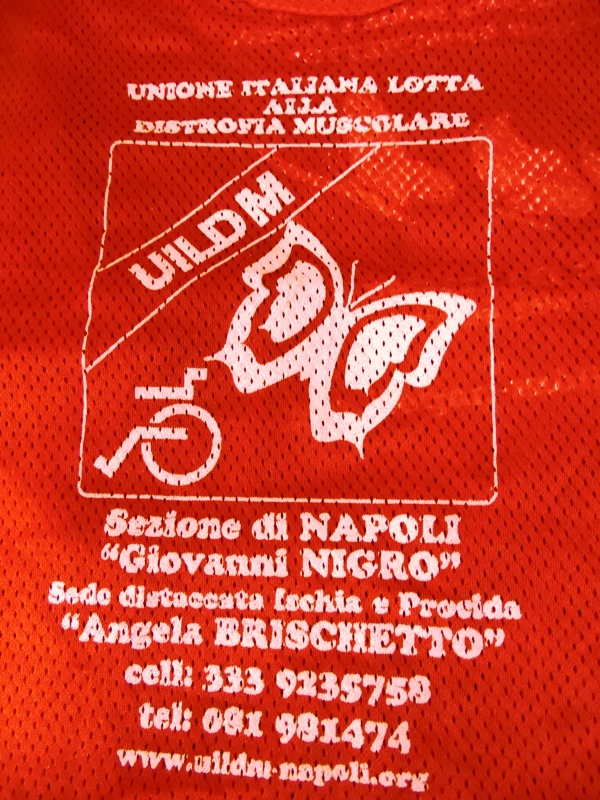 UNIONE ITALIANA LOTTA
ALLA
DISTROFIA MUSCOLARE
UILDM
Sezione di NAPOLI
"Giovanni NIGRO"
Sede distaccata Ischia e Procida
"Angela BRISCHETTO"
cell: 333 9235758
tel: 081 981474
www.uildm-napoli.org